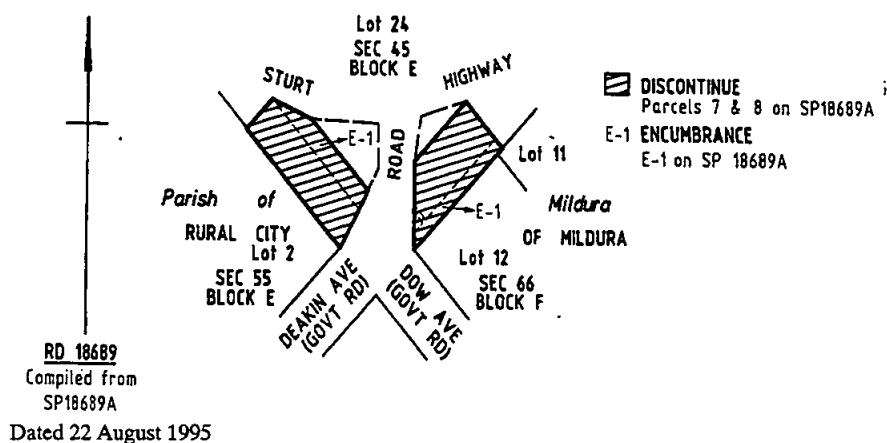 Lot 24
SEC 45
BLOCK E
STURT
HIGHWAY
DISCONTINUE
Parcels 7 & 8 on SP18689A
E-1 ENCUMBRANCE
E-1 on SP 18689A
E-1
ROAD
Lot 11
E-1
Parish of
Mildura
RURAL CITY
OF MILDURA
Lot 2
SEC 55
BLOCK E
Lot 12
SEC 66
BLOCK F
DEAKIN AVE
(GOVT RD)
DOW AVE
(GOVT RD)
RD 18689
Compiled from
SP18689A
Dated 22 August 1995